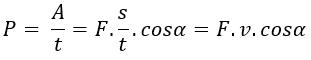 P = A/t = F. s/t . cosα = F. v. cosα